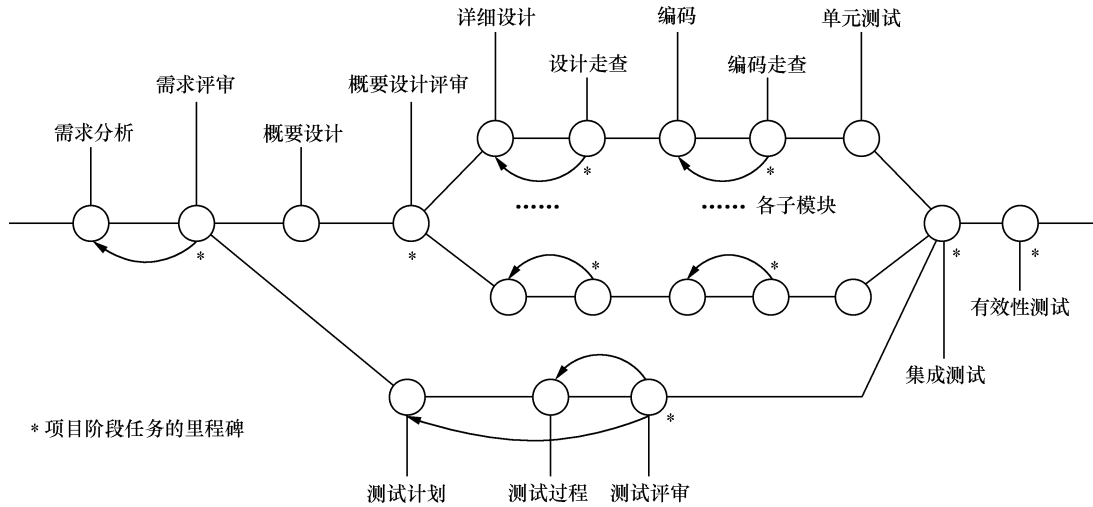 详细设计
编码
单元测试
设计走查
编码走查
需求评审
概要设计评审
需求分析
概要设计
*
*
…… …… 各子模块
* * * *
* *
有效性测试
集成测试
*
* 项目阶段任务的里程碑
测试计划 测试过程 测试评审